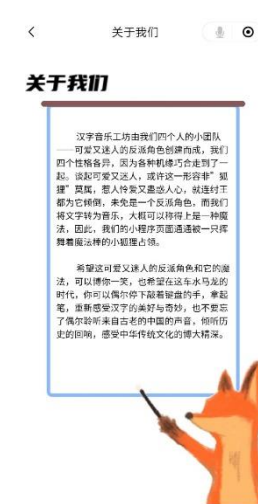 关于我们
关于我们
汉字音乐工坊由我们四个人的小团队
——可爱又迷人的反派角色创建而成，我们
四个性格各异，因为各种机缘巧合走到了一
起。谈起可爱又迷人，或许这一形容非”狐
狸”莫属，惹人怜爱又蛊惑人心，就连纣王
都为它倾倒，未免是一个反派角色，而我们
将文字转为音乐，大概可以称得上是一种魔
法，因此，我们的小程序页面通通被一只挥
舞着魔法棒的小狐狸占领。
希望这可爱又迷人的反派角色和它的魔
法，可以博你一笑，也希望在这车水马龙的
时代，你可以偶尔停下敲着键盘的手，拿起
笔，重新感受汉字的美好与奇妙，也不要忘
了偶尔聆听来自古老的中国的声音，倾听历
史的回响，感受中华传统文化的博大精深。